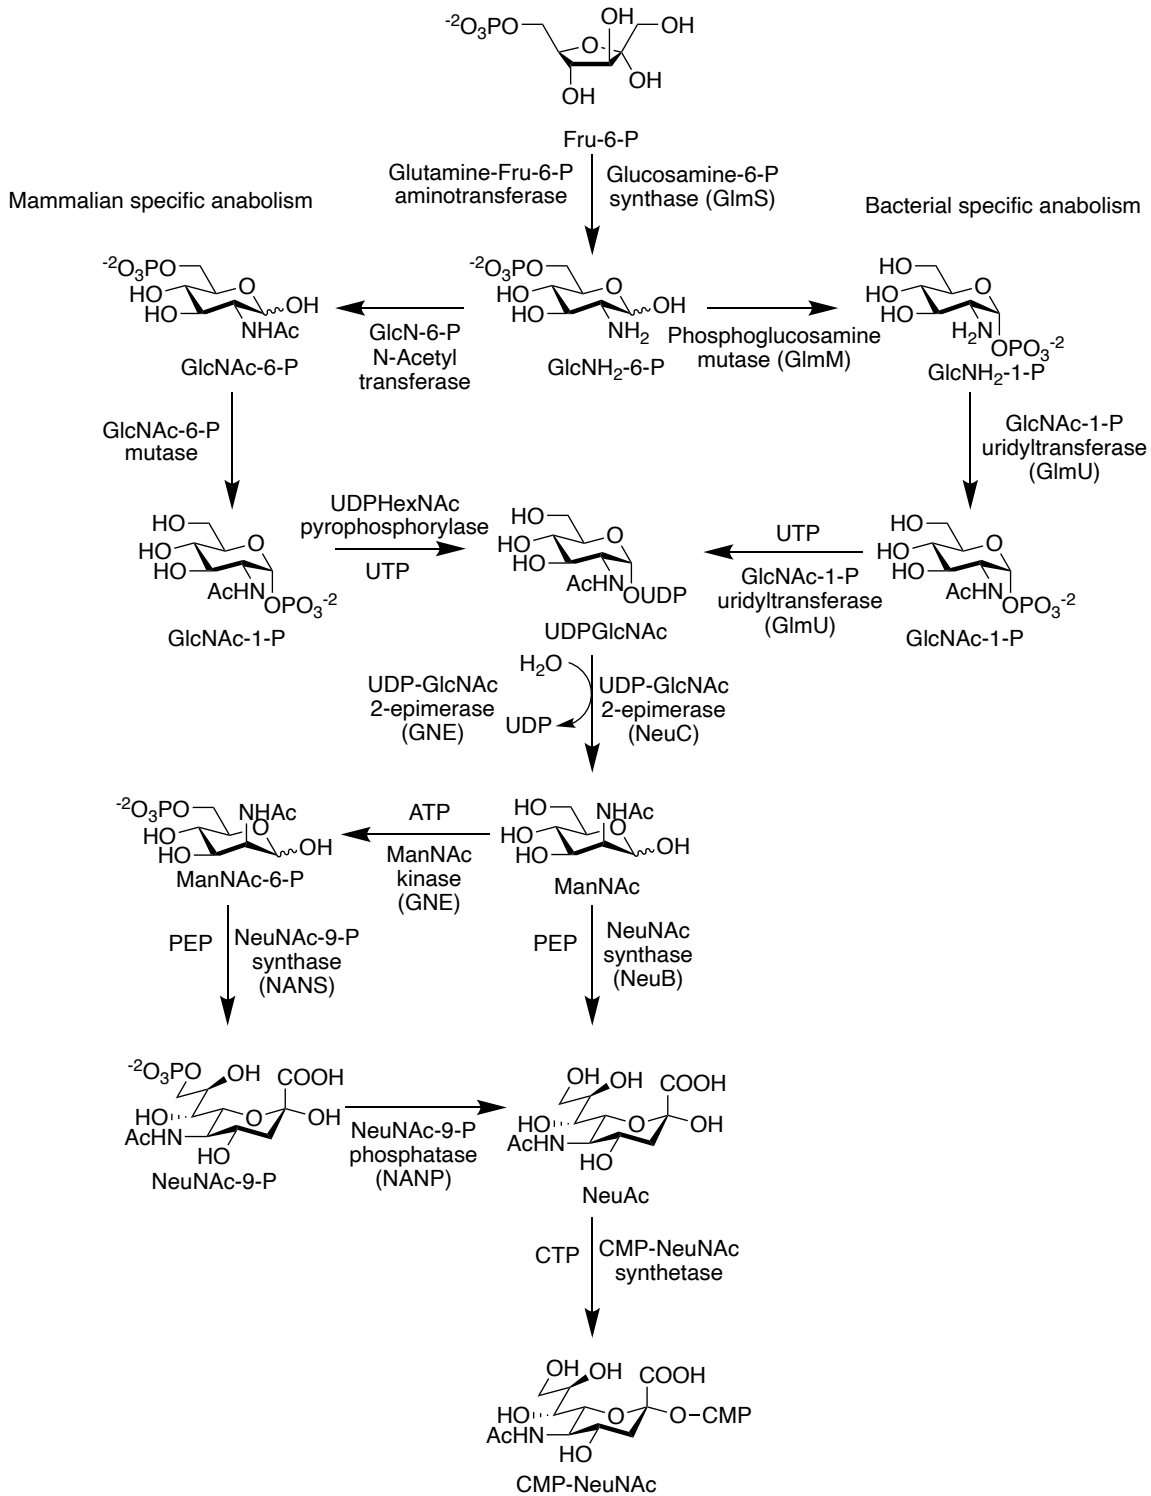 -2O3PO
OH
OH
O
OH
OH
Fru-6-P
Glutamine-Fru-6-P
aminotransferase
Glucosamine-6-P
synthase (GlmS)
Mammalian specific anabolism
Bacterial specific anabolism
-2O3PO
HO
HO
O
OH
NHAc
GlcNAc-6-P
GlcN-6-P
N-Acetyl
transferase
-2O3PO
HO
HO
O
OH
NH2
GlcNH2-6-P
Phosphoglucosamine
mutase (GlmM)
HO
HO
HO
O
H2N
OPO3-2
GlcNH2-1-P
GlcNAc-6-P
mutase
GlcNAc-1-P
uridyltransferase
(GlmU)
HO
HO
HO
O
AcHN
OPO3-2
GlcNAc-1-P
UDPHexNAc
pyrophosphorylase
UTP
HO
HO
HO
O
AcHN
OUDP
UDPGlcNAc
UTP
GlcNAc-1-P
uridyltransferase
(GlmU)
HO
HO
HO
O
AcHN
OPO3-2
GlcNAc-1-P
H2O
UDP
UDP-GlcNAc
2-epimerase
(GNE)
UDP-GlcNAc
2-epimerase
(NeuC)
-2O3PO
HO
HO
NHAc
O
OH
ManNAc-6-P
ATP
ManNAc
kinase
(GNE)
HO
HO
HO
NHAc
O
OH
ManNAc
PEP
NeuNAc-9-P
synthase
(NANS)
PEP
NeuNAc
synthase
(NeuB)
-2O3PO
OH
COOH
HO
O
OH
AcHN
HO
NeuNAc-9-P
NeuNAc-9-P
phosphatase
(NANP)
OH
OH
COOH
HO
O
OH
AcHN
HO
NeuAc
CTP
CMP-NeuNAc
synthetase
OH
OH
COOH
HO
O
O-CMP
AcHN
HO
CMP-NeuNAc